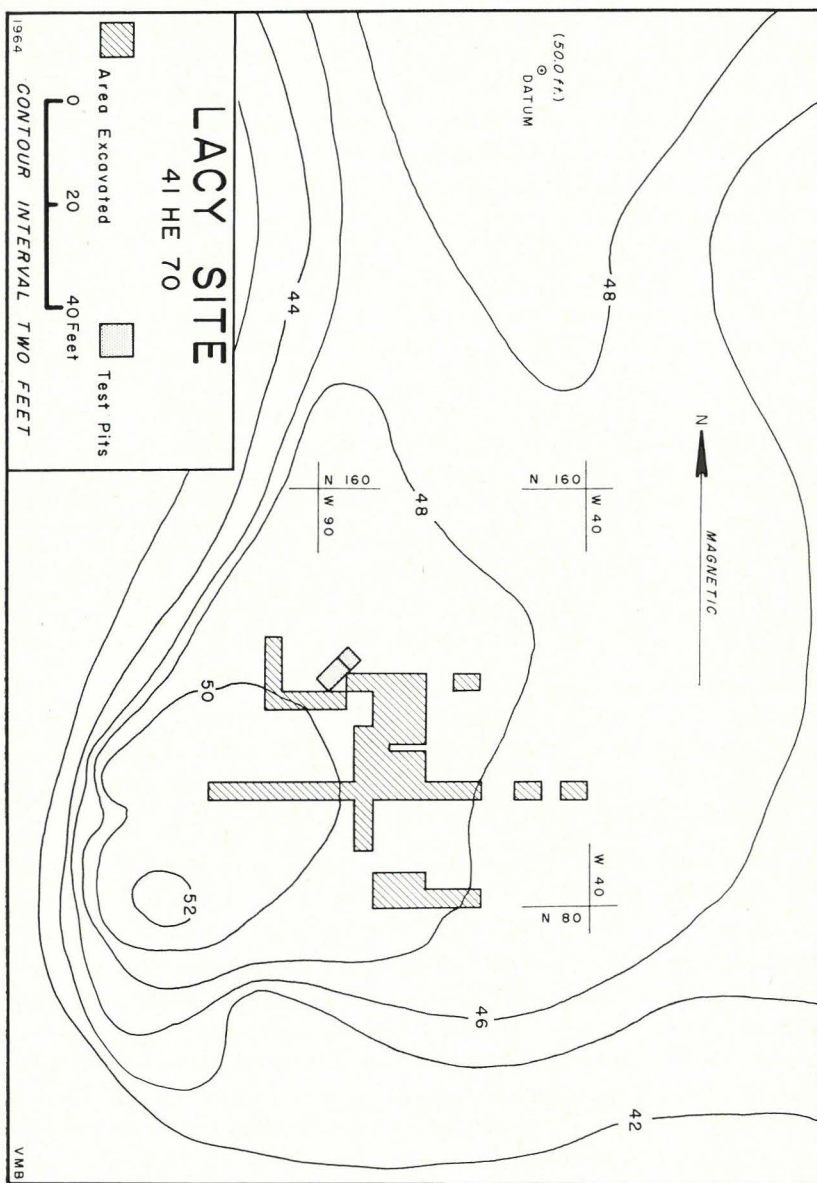 (50.0 ft.)
DATUM
48
N
MAGNETIC
N 160
W 40
N 160
W 90
48
50
52
W 40
N 80
46
42
44
LACY SITE
41 HE 70
Area Excavated
Test Pits
0 20 40 Feet
CONTOUR INTERVAL TWO FEET
1964
VMB